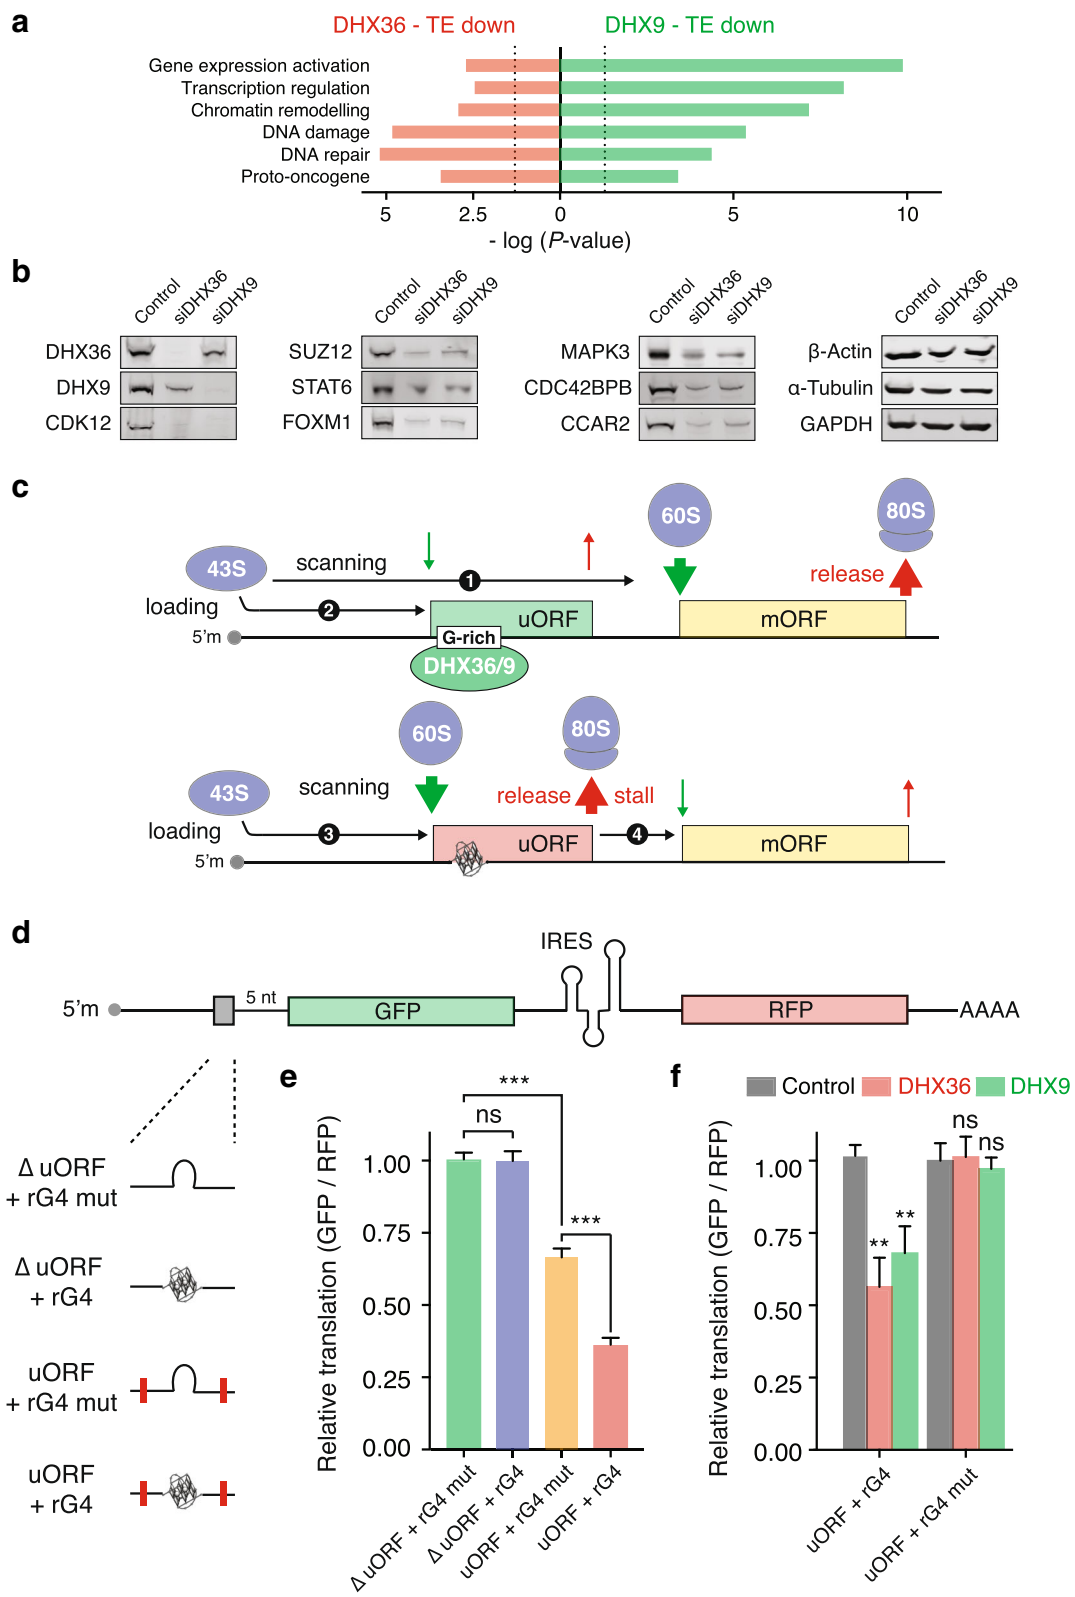 a
DHX36 - TE down
DHX9 - TE down
Gene expression activation
Transcription regulation
Chromatin remodelling
DNA damage
DNA repair
Proto-oncogene
5 2.5 0 5 10
- log (P-value)
b
Control siDHX36 siDHX9
DHX36
DHX9
CDK12
Control siDHX36 siDHX9
SUZ12
STAT6
FOXM1
Control siDHX36 siDHX9
MAPK3
CDC42BPB
CCAR2
Control siDHX36 siDHX9
β-Actin
α-Tubulin
GAPDH
c
60S
80S
43S
scanning
1
release
loading
2
uORF
mORF
5'm
G-rich
DHX36/9
60S
80S
43S
scanning
release
stall
loading
3
uORF
4
mORF
5'm
d
IRES
5'm
5 nt
GFP
RFP
AAAA
Δ uORF
+ rG4 mut
Δ uORF
+ rG4
uORF
+ rG4 mut
uORF
+ rG4
e
***
ns
***
Relative translation (GFP / RFP)
1.00
0.75
0.50
0.25
0.00
Δ uORF + rG4 mut
Δ uORF + rG4
uORF + rG4 mut
uORF + rG4
f
Control DHX36 DHX9
ns
ns
**
**
Relative translation (GFP / RFP)
1.00
0.75
0.50
0.25
0.00
uORF + rG4
uORF + rG4 mut